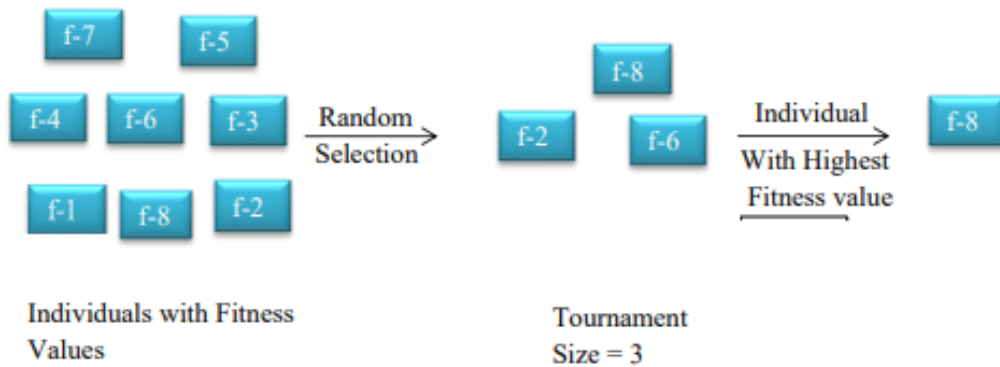 f-7
f-5
f-4
f-6
f-3
f-1
f-8
f-2
Individuals with Fitness
Values
Random
Selection
f-8
f-2
f-6
Tournament
Size = 3
Individual
With Highest
Fitness value
f-8